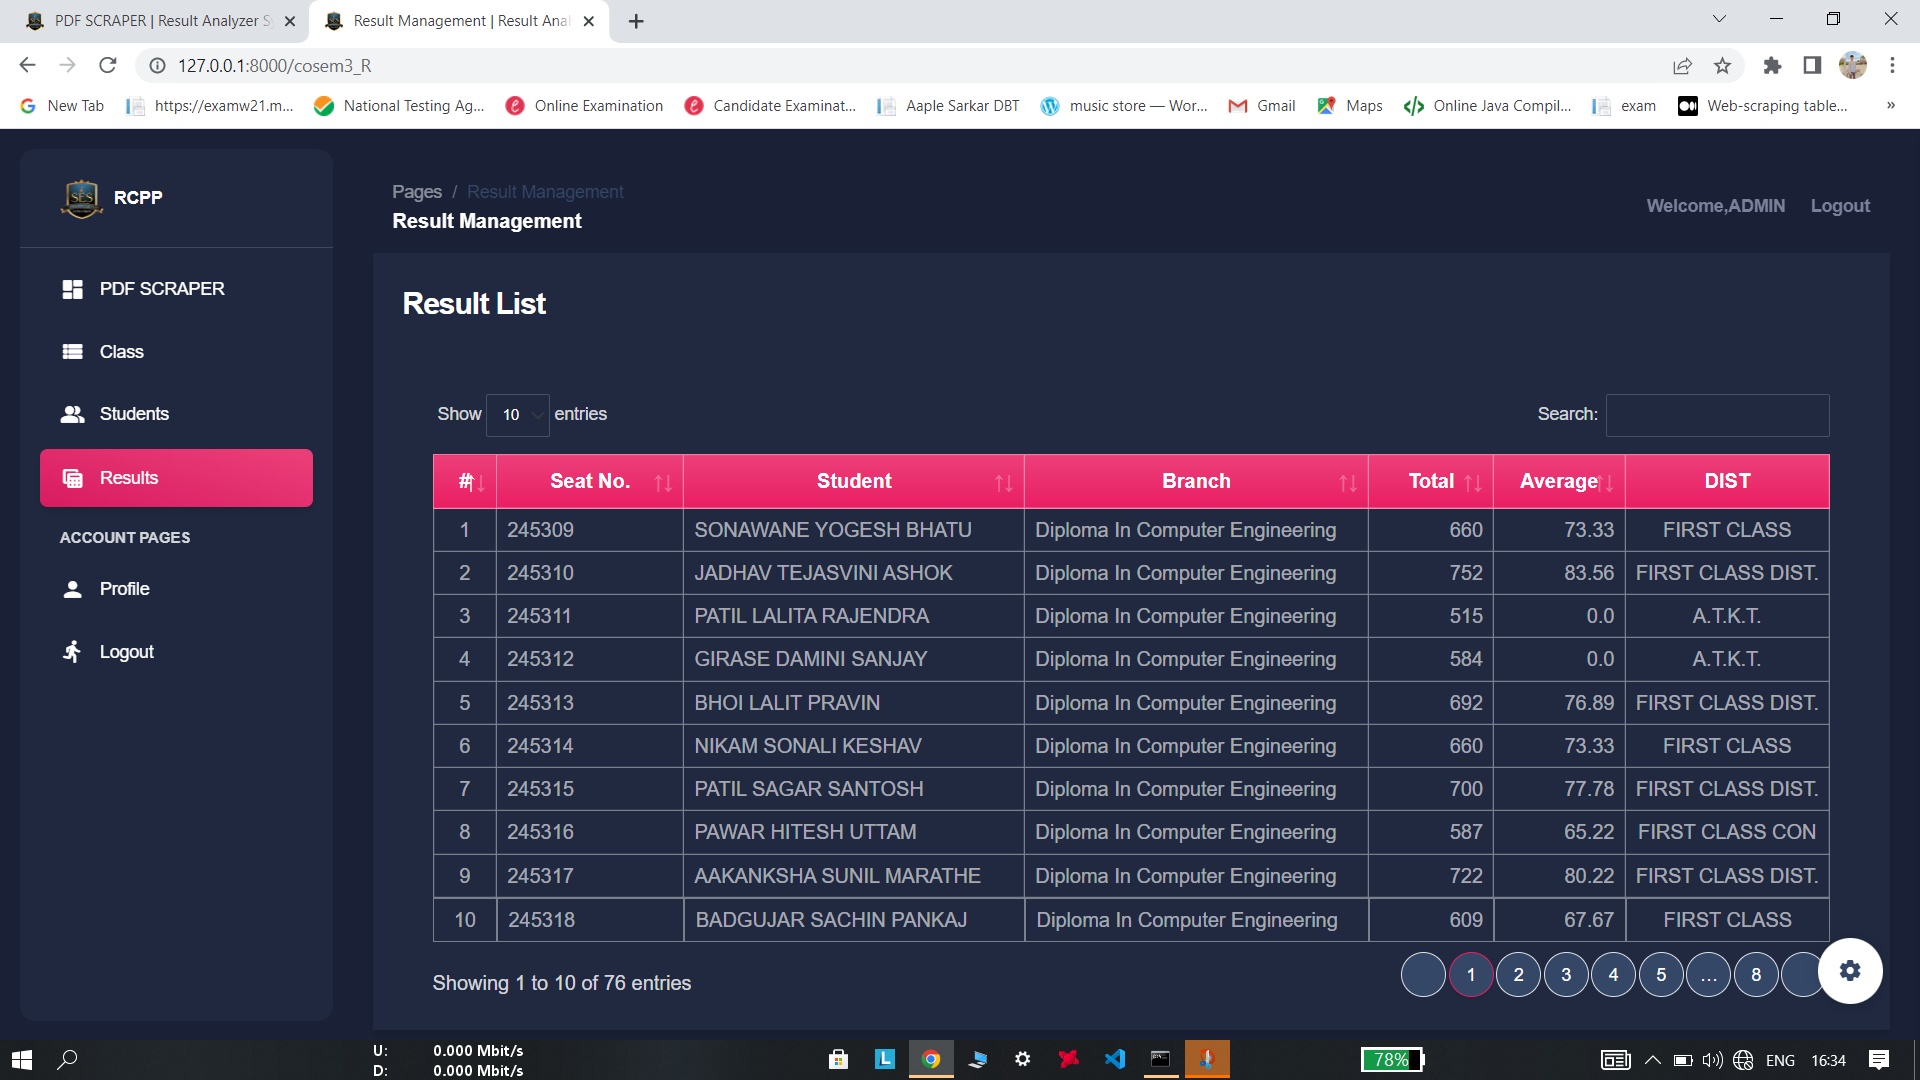 PDF SCRAPER | Result Analyzer S
Result Management | Result Anal
127.0.0.1:8000/cosem3_R
New Tab
https://examw21.m...
National Testing Ag...
Online Examination
Candidate Examinat...
Aaple Sarkar DBT
music store — Wor...
Gmail
Maps
Online Java Compil...
exam
Web-scraping table...
»
SES
RCPP
Pages / Result Management
Result Management
Welcome,ADMIN Logout
PDF SCRAPER
Class
Students
Results
ACCOUNT PAGES
Profile
Logout
Result List
Show 10 entries
Search:
# Seat No. Student Branch Total Average DIST
1 245309 SONAWANE YOGESH BHATU Diploma In Computer Engineering 660 73.33 FIRST CLASS
2 245310 JADHAV TEJASVINI ASHOK Diploma In Computer Engineering 752 83.56 FIRST CLASS DIST.
3 245311 PATIL LALITA RAJENDRA Diploma In Computer Engineering 515 0.0 A.T.K.T.
4 245312 GIRASE DAMINI SANJAY Diploma In Computer Engineering 584 0.0 A.T.K.T.
5 245313 BHOI LALIT PRAVIN Diploma In Computer Engineering 692 76.89 FIRST CLASS DIST.
6 245314 NIKAM SONALI KESHAV Diploma In Computer Engineering 660 73.33 FIRST CLASS
7 245315 PATIL SAGAR SANTOSH Diploma In Computer Engineering 700 77.78 FIRST CLASS DIST.
8 245316 PAWAR HITESH UTTAM Diploma In Computer Engineering 587 65.22 FIRST CLASS CON
9 245317 AAKANKSHA SUNIL MARATHE Diploma In Computer Engineering 722 80.22 FIRST CLASS DIST.
10 245318 BADGUJAR SACHIN PANKAJ Diploma In Computer Engineering 609 67.67 FIRST CLASS
Showing 1 to 10 of 76 entries
1 2 3 4 5 ... 8
U: 0.000 Mbit/s
D: 0.000 Mbit/s
L
78%
ENG 16:34